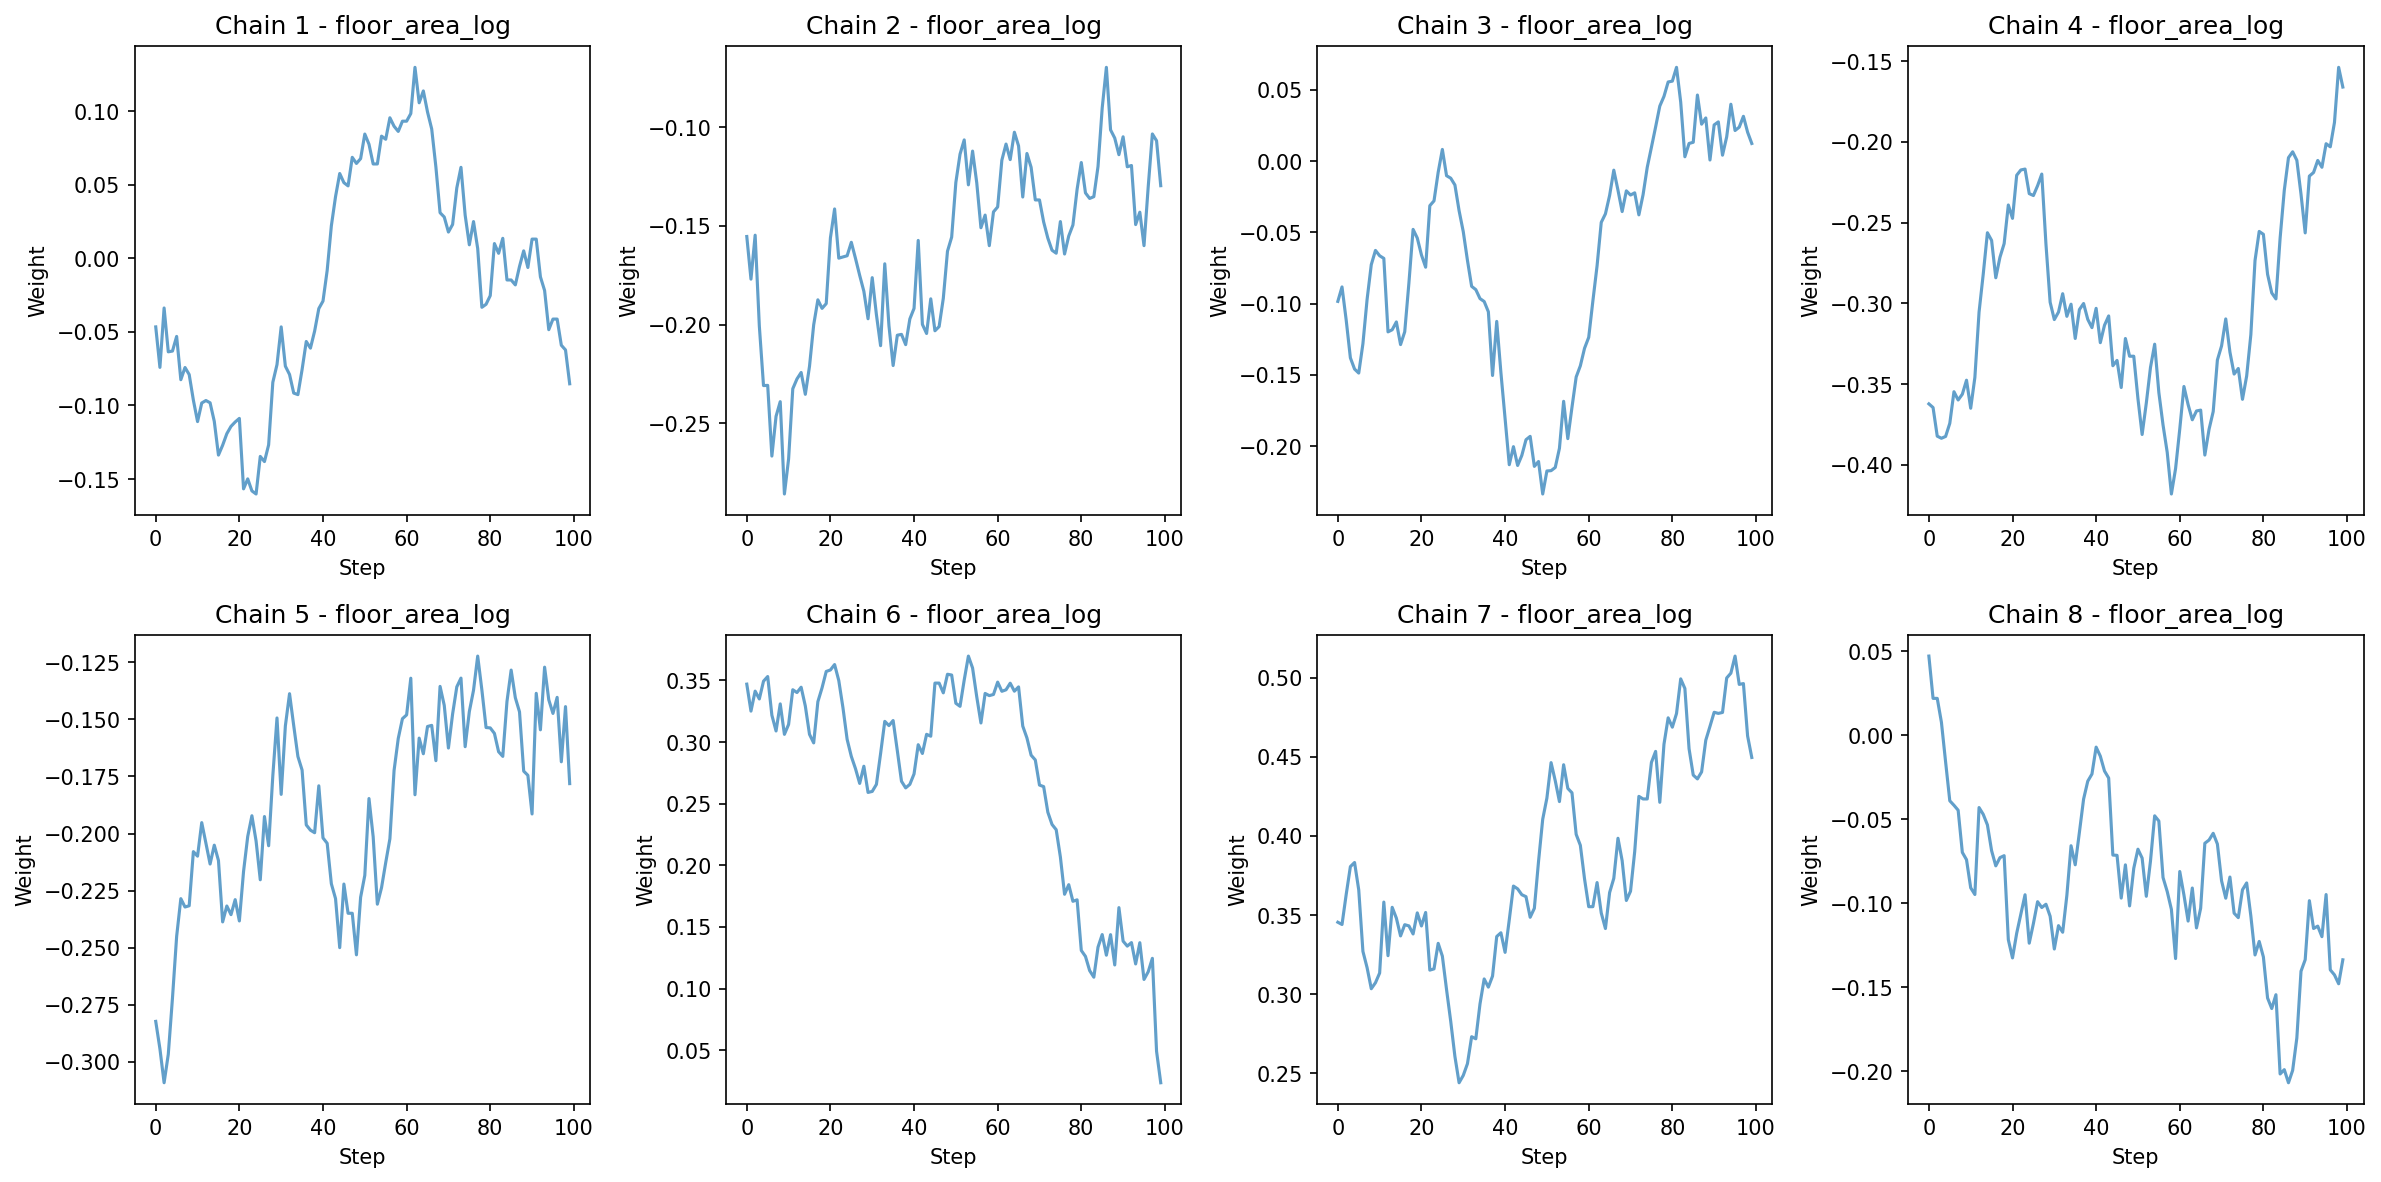 Chain 1 - floor_area_log
Weight
0.10
0.05
0.00
−0.05
−0.10
−0.15
0 20 40 60 80 100
Step
Chain 2 - floor_area_log
Weight
−0.10
−0.15
−0.20
−0.25
0 20 40 60 80 100
Step
Chain 3 - floor_area_log
Weight
0.05
0.00
−0.05
−0.10
−0.15
−0.20
0 20 40 60 80 100
Step
Chain 4 - floor_area_log
Weight
−0.15
−0.20
−0.25
−0.30
−0.35
−0.40
0 20 40 60 80 100
Step
Chain 5 - floor_area_log
Weight
−0.125
−0.150
−0.175
−0.200
−0.225
−0.250
−0.275
−0.300
0 20 40 60 80 100
Step
Chain 6 - floor_area_log
Weight
0.35
0.30
0.25
0.20
0.15
0.10
0.05
0 20 40 60 80 100
Step
Chain 7 - floor_area_log
Weight
0.50
0.45
0.40
0.35
0.30
0.25
0 20 40 60 80 100
Step
Chain 8 - floor_area_log
Weight
0.05
0.00
−0.05
−0.10
−0.15
−0.20
0 20 40 60 80 100
Step